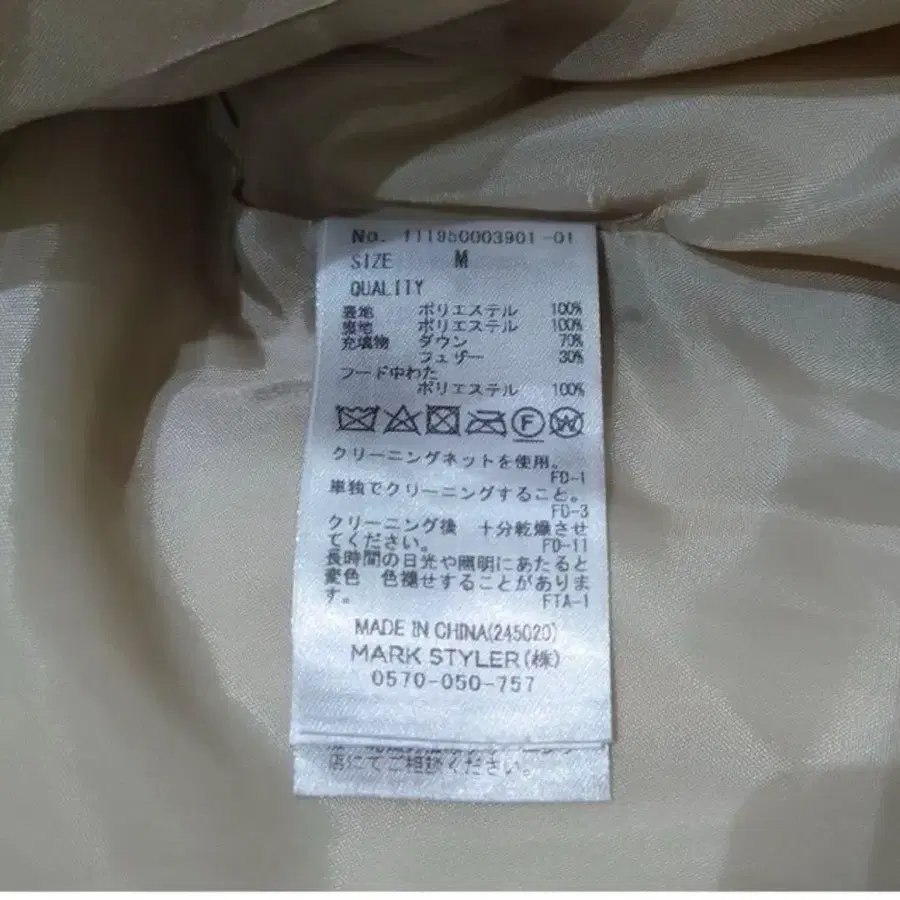 No. 111950003901-01
SIZE M
QUALITY
表地 ポリエステル 100%
裏地 ポリエステル 100%
充填物 ダウン 70%
フェザー 30%
フード中わた
ポリエステル 100%
F W
クリーニングネットを使用。
FD-1
単独でクリーニングすること。
FD-3
クリーニング後 十分乾燥させ
てください。 FD-11
長時間の日光や照明にあたると
変色 色褪せすることがありま
す。 FTA-1
MADE IN CHINA(245020)
MARK STYLER(株)
0570-050-757
店にてご相談ください。